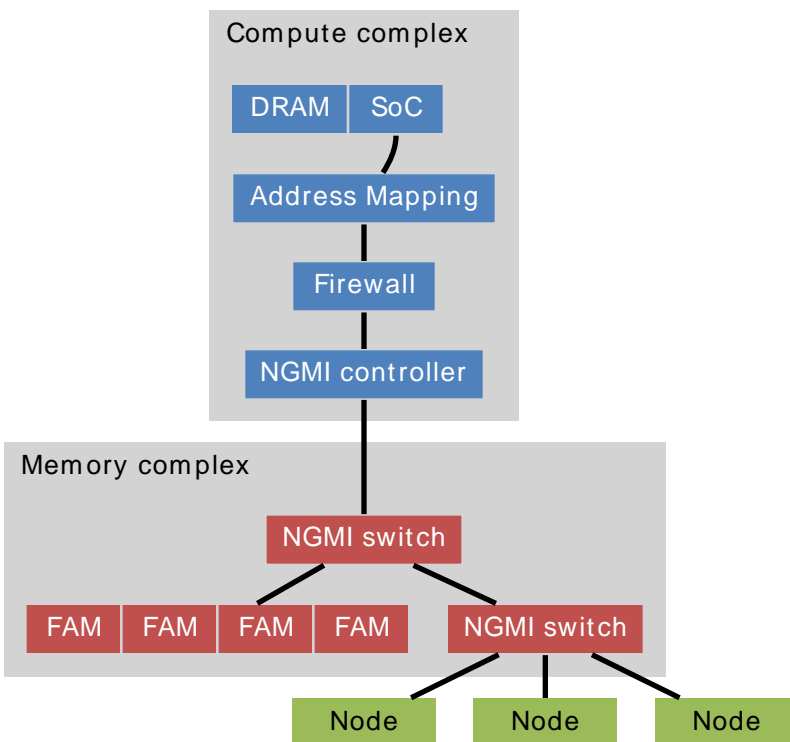 Compute complex
DRAM SoC
Address Mapping
Firewall
NGMI controller
Memory complex
NGMI switch
FAM FAM FAM FAM NGMI switch
Node Node Node